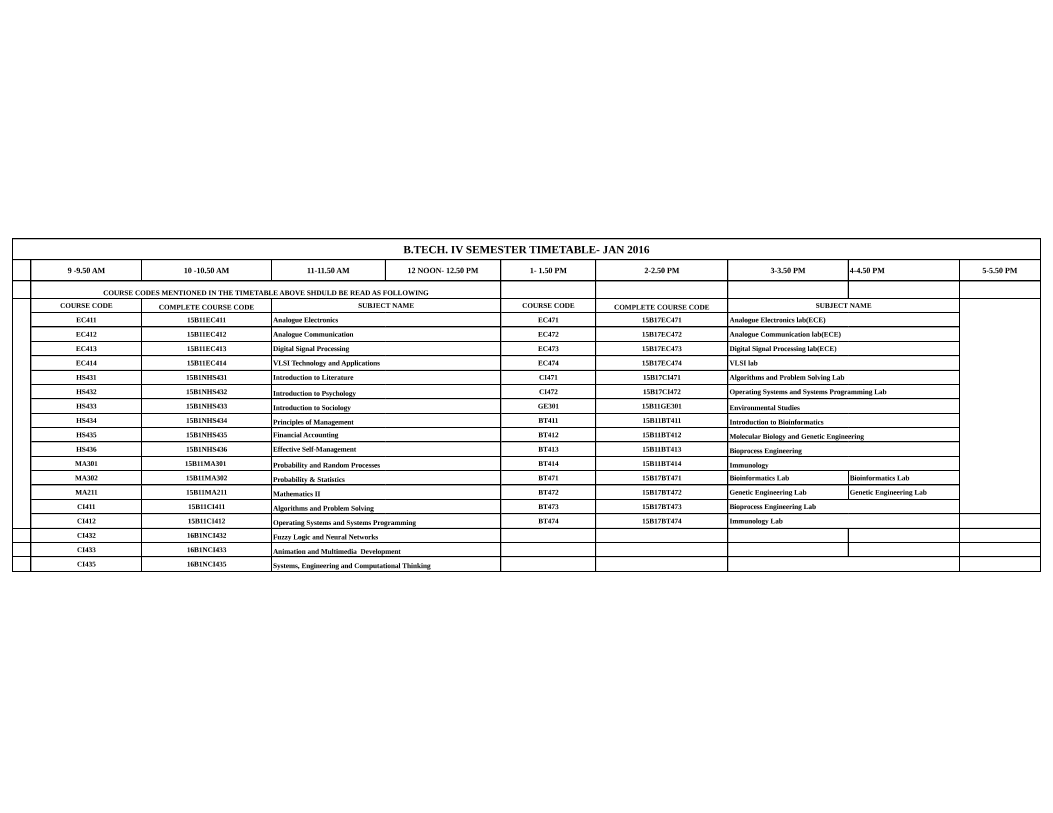 B.TECH. IV SEMESTER TIMETABLE- JAN 2016
9 -9.50 AM 10 -10.50 AM 11-11.50 AM 12 NOON- 12.50 PM 1- 1.50 PM 2-2.50 PM 3-3.50 PM 4-4.50 PM 5-5.50 PM
COURSE CODES MENTIONED IN THE TIMETABLE ABOVE SHDULD BE READ AS FOLLOWING
COURSE CODE COMPLETE COURSE CODE SUBJECT NAME COURSE CODE COMPLETE COURSE CODE SUBJECT NAME
EC411 15B11EC411 Analogue Electronics EC471 15B17EC471 Analogue Electronics lab(ECE)
EC412 15B11EC412 Analogue Communication EC472 15B17EC472 Analogue Communication lab(ECE)
EC413 15B11EC413 Digital Signal Processing EC473 15B17EC473 Digital Signal Processing lab(ECE)
EC414 15B11EC414 VLSI Technology and Applications EC474 15B17EC474 VLSI lab
HS431 15B1NHS431 Introduction to Literature CI471 15B17CI471 Algorithms and Problem Solving Lab
HS432 15B1NHS432 Introduction to Psychology CI472 15B17CI472 Operating Systems and Systems Programming Lab
HS433 15B1NHS433 Introduction to Sociology GE301 15B11GE301 Environmental Studies
HS434 15B1NHS434 Principles of Management BT411 15B11BT411 Introduction to Bioinformatics
HS435 15B1NHS435 Financial Accounting BT412 15B11BT412 Molecular Biology and Genetic Engineering
HS436 15B1NHS436 Effective Self-Management BT413 15B11BT413 Bioprocess Engineering
MA301 15B11MA301 Probability and Random Processes BT414 15B11BT414 Immunology
MA302 15B11MA302 Probability & Statistics BT471 15B17BT471 Bioinformatics Lab Bioinformatics Lab
MA211 15B11MA211 Mathematics II BT472 15B17BT472 Genetic Engineering Lab Genetic Engineering Lab
CI411 15B11CI411 Algorithms and Problem Solving BT473 15B17BT473 Bioprocess Engineering Lab
CI412 15B11CI412 Operating Systems and Systems Programming BT474 15B17BT474 Immunology Lab
CI432 16B1NCI432 Fuzzy Logic and Neural Networks
CI433 16B1NCI433 Animation and Multimedia Development
CI435 16B1NCI435 Systems, Engineering and Computational Thinking